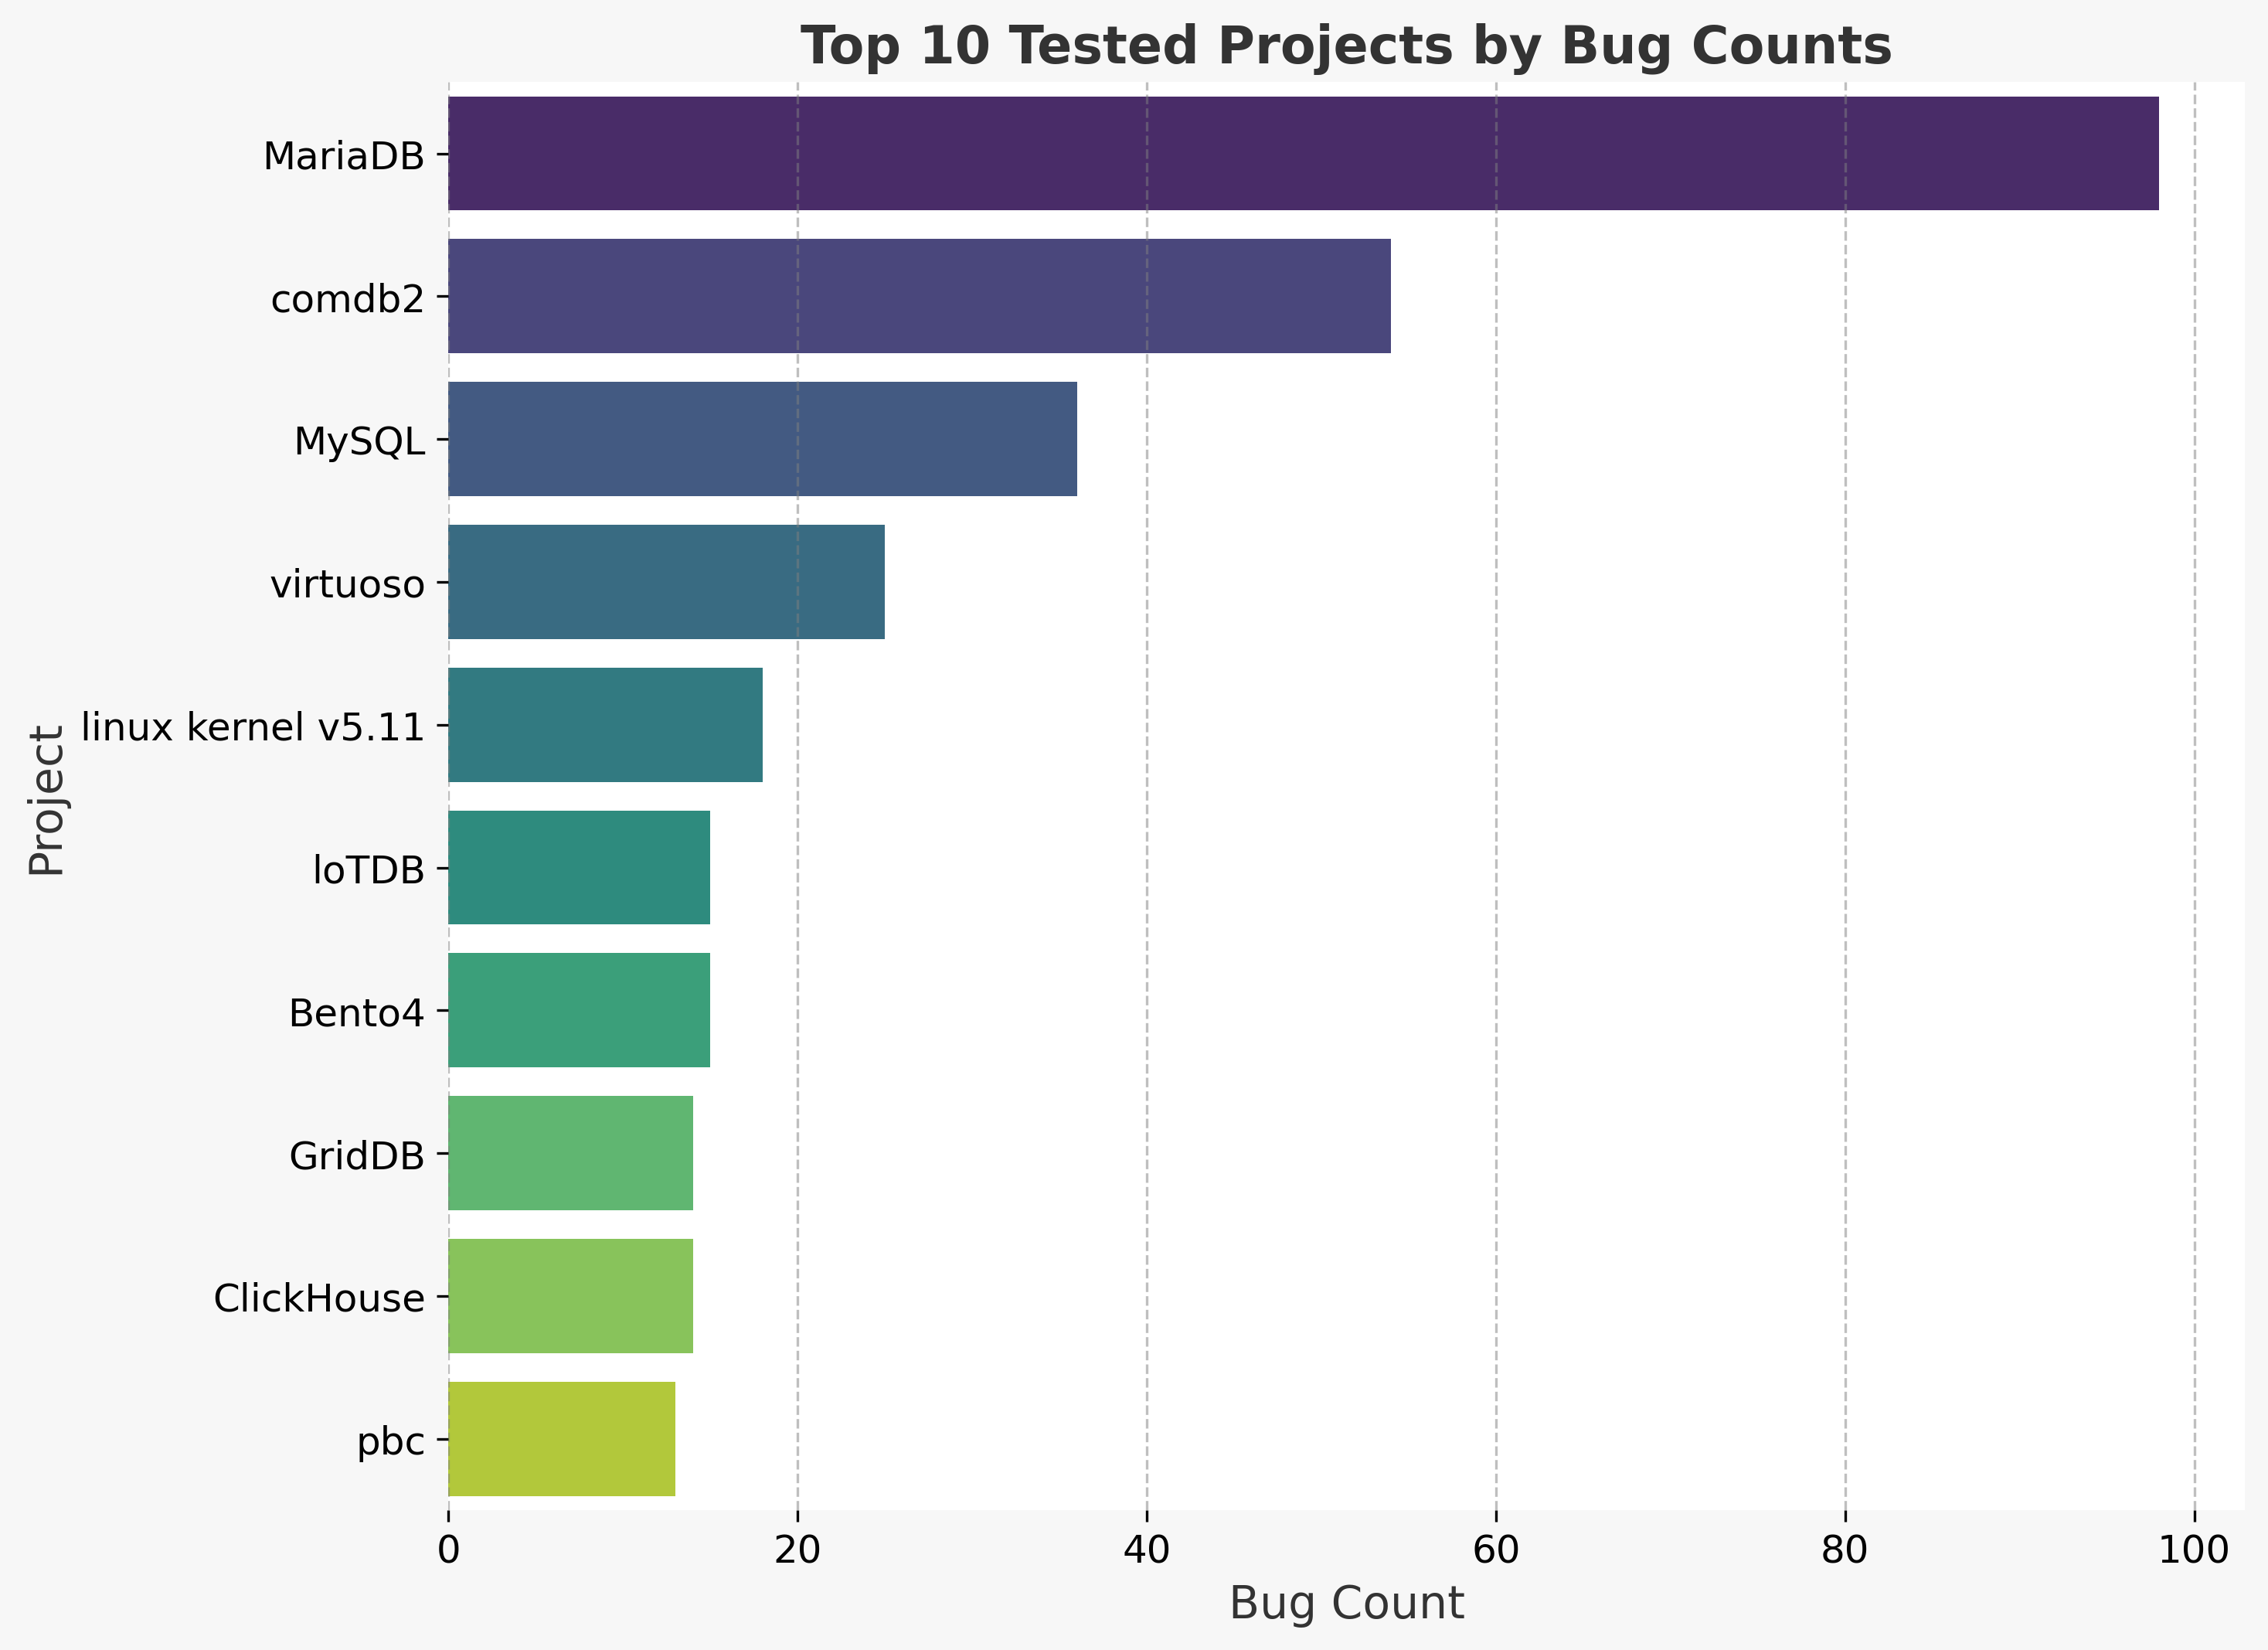 Top 10 Tested Projects by Bug Counts
MariaDB
comdb2
MySQL
virtuoso
linux kernel v5.11
IoTDB
Bento4
GridDB
ClickHouse
pbc
Project
0 20 40 60 80 100
Bug Count